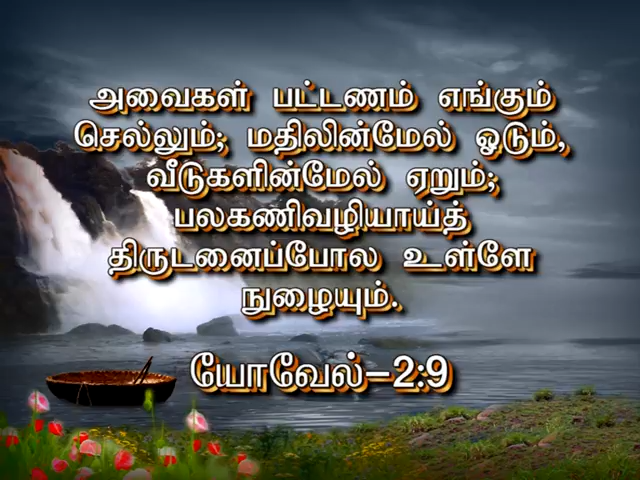 அவைகள் பட்டணம் எங்கும்
செல்லும்; மதிலின்மேல் ஓடும்,
வீடுகளின்மேல் ஏறும்;
பலகணிவழியாய்த்
திருடனைப்போல உள்ளே
நுழையும்.
யோவேல்-2:9